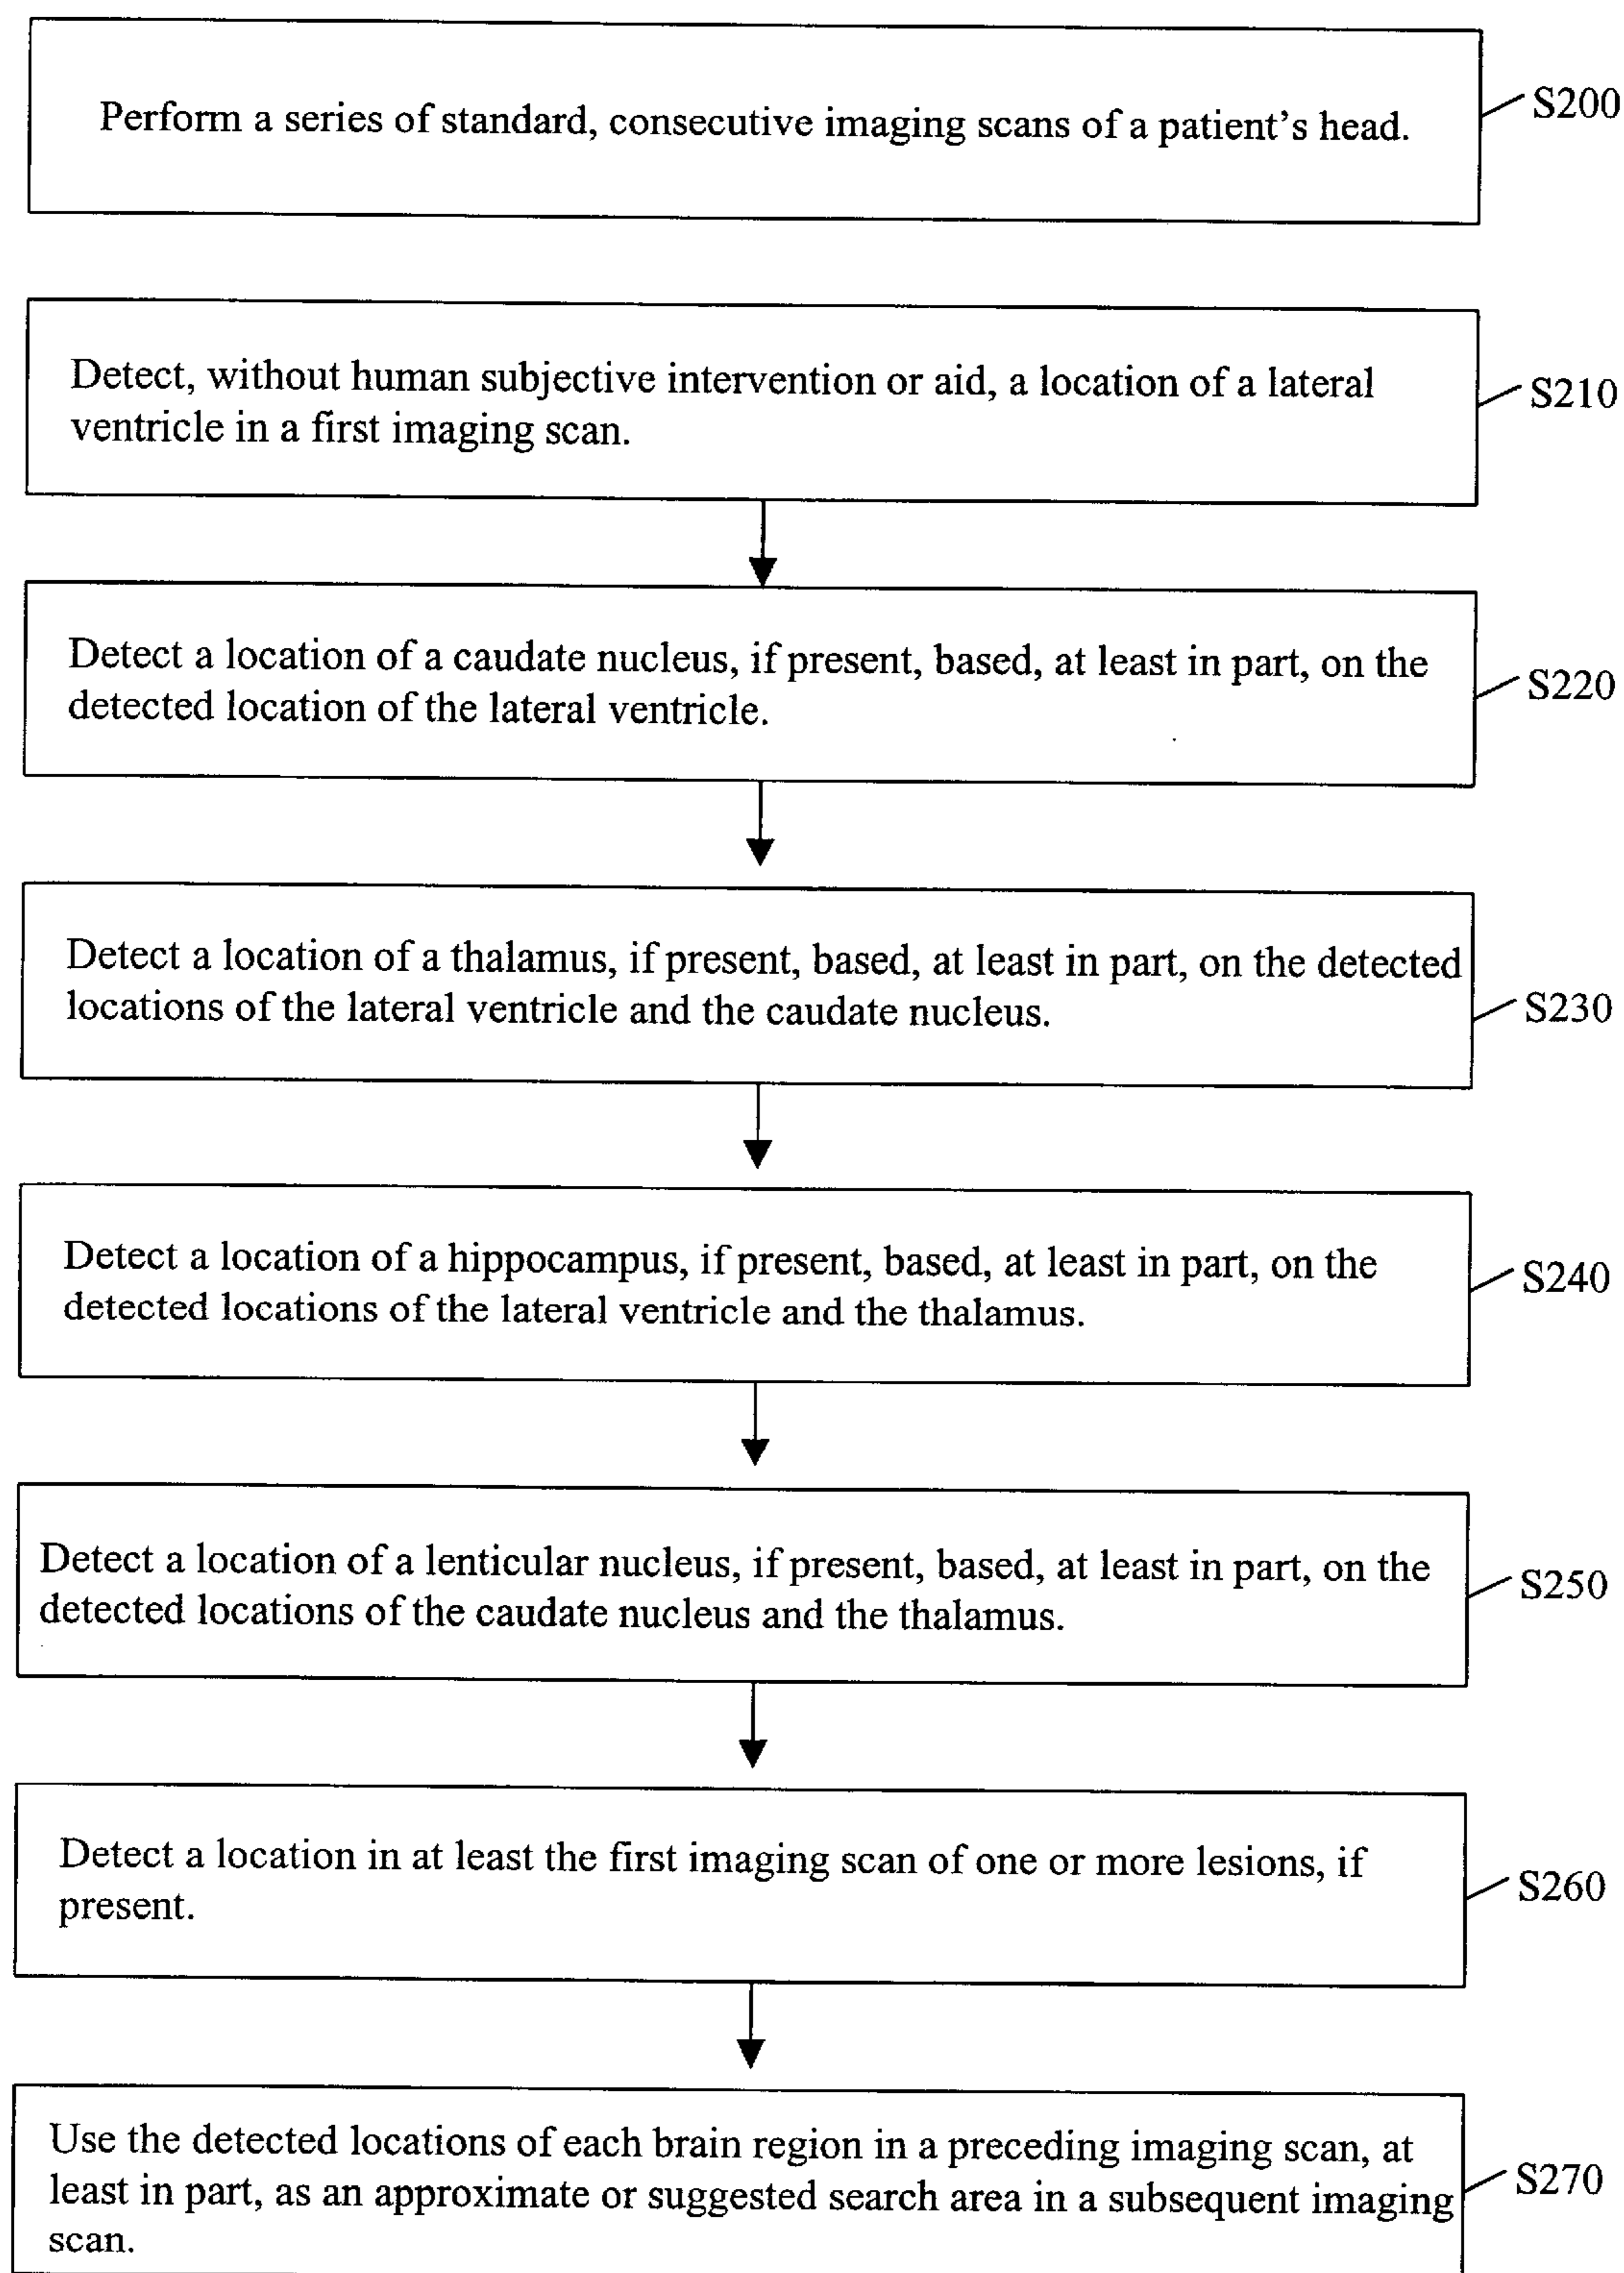 Perform a series of standard, consecutive imaging scans of a patient's head.
S200
Detect, without human subjective intervention or aid, a location of a lateral
ventricle in a first imaging scan.
S210
Detect a location of a caudate nucleus, if present, based, at least in part, on the
detected location of the lateral ventricle.
S220
Detect a location of a thalamus, if present, based, at least in part, on the detected
locations of the lateral ventricle and the caudate nucleus.
S230
Detect a location of a hippocampus, if present, based, at least in part, on the
detected locations of the lateral ventricle and the thalamus.
S240
Detect a location of a lenticular nucleus, if present, based, at least in part, on the
detected locations of the caudate nucleus and the thalamus.
S250
Detect a location in at least the first imaging scan of one or more lesions, if
present.
S260
Use the detected locations of each brain region in a preceding imaging scan, at
least in part, as an approximate or suggested search area in a subsequent imaging
scan.
S270